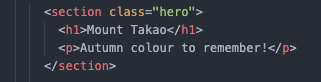 <section class="hero">
<h1>Mount Takao</h1>
<p>Autumn colour to remember!</p>
</section>